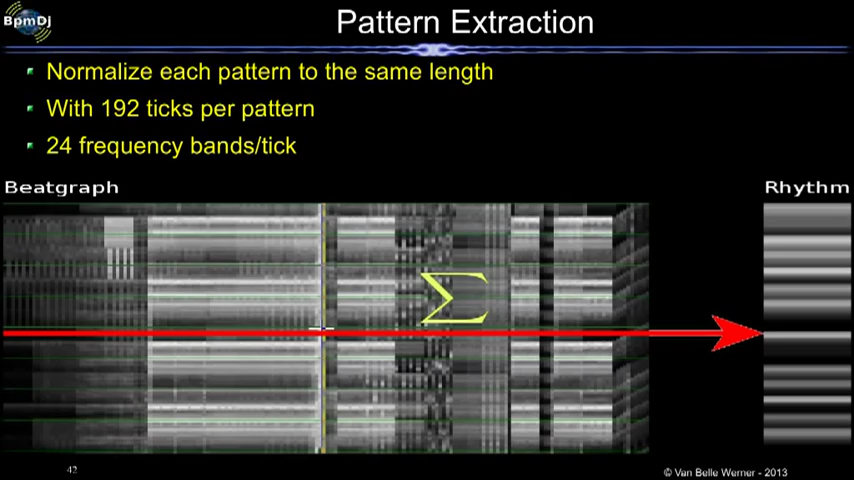 BpmDj
Pattern Extraction
Normalize each pattern to the same length
With 192 ticks per pattern
24 frequency bands/tick
Beatgraph
Rhythm
Σ
42
© Van Belle Werner - 2013